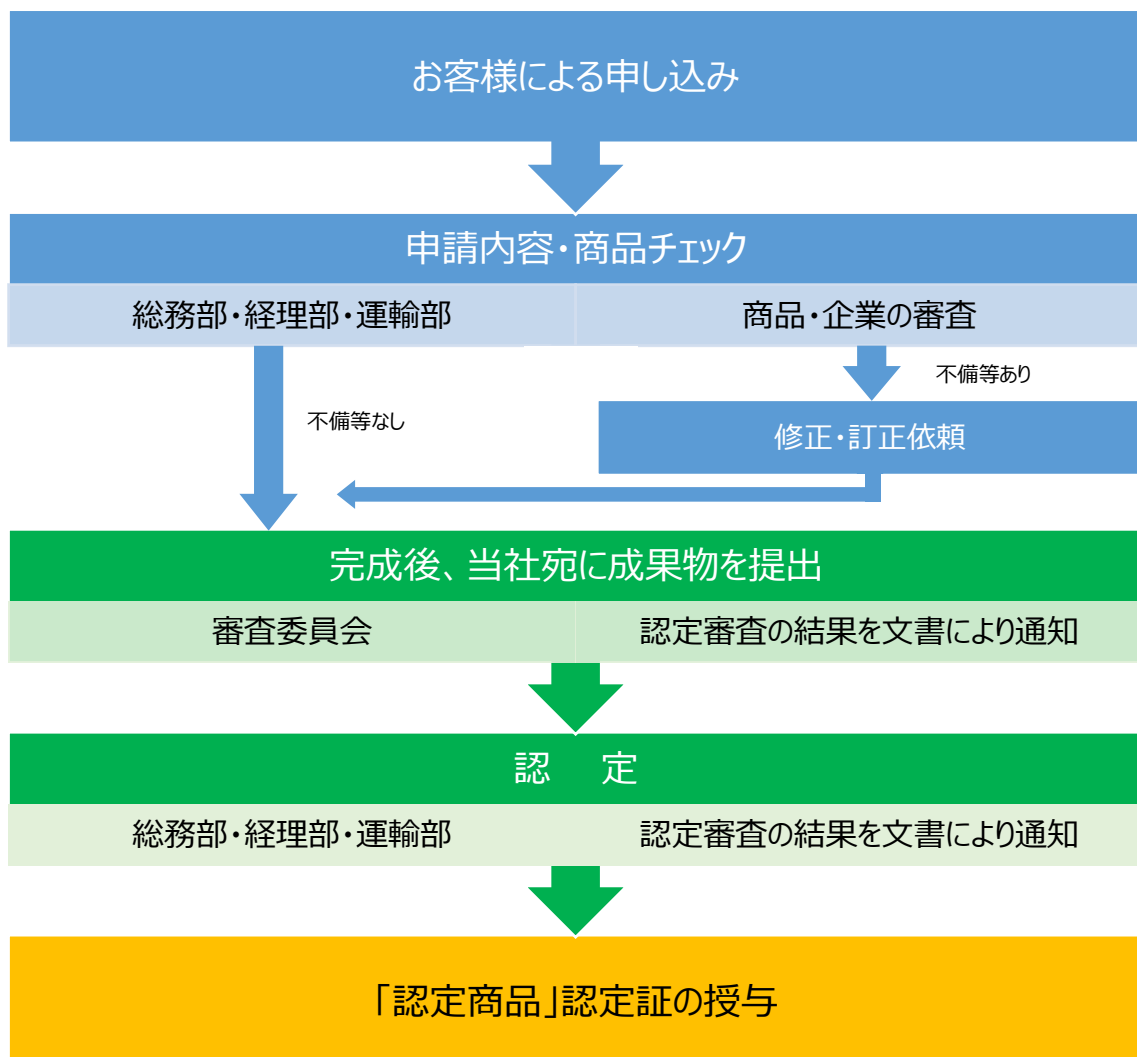 お客様による申し込み
申請内容・商品チェック
総務部・経理部・運輸部
商品・企業の審査
不備等あり
不備等なし
修正・訂正依頼
完成後、当社宛に成果物を提出
審査委員会
認定審査の結果を文書により通知
認　定
総務部・経理部・運輸部
認定審査の結果を文書により通知
「認定商品」認定証の授与